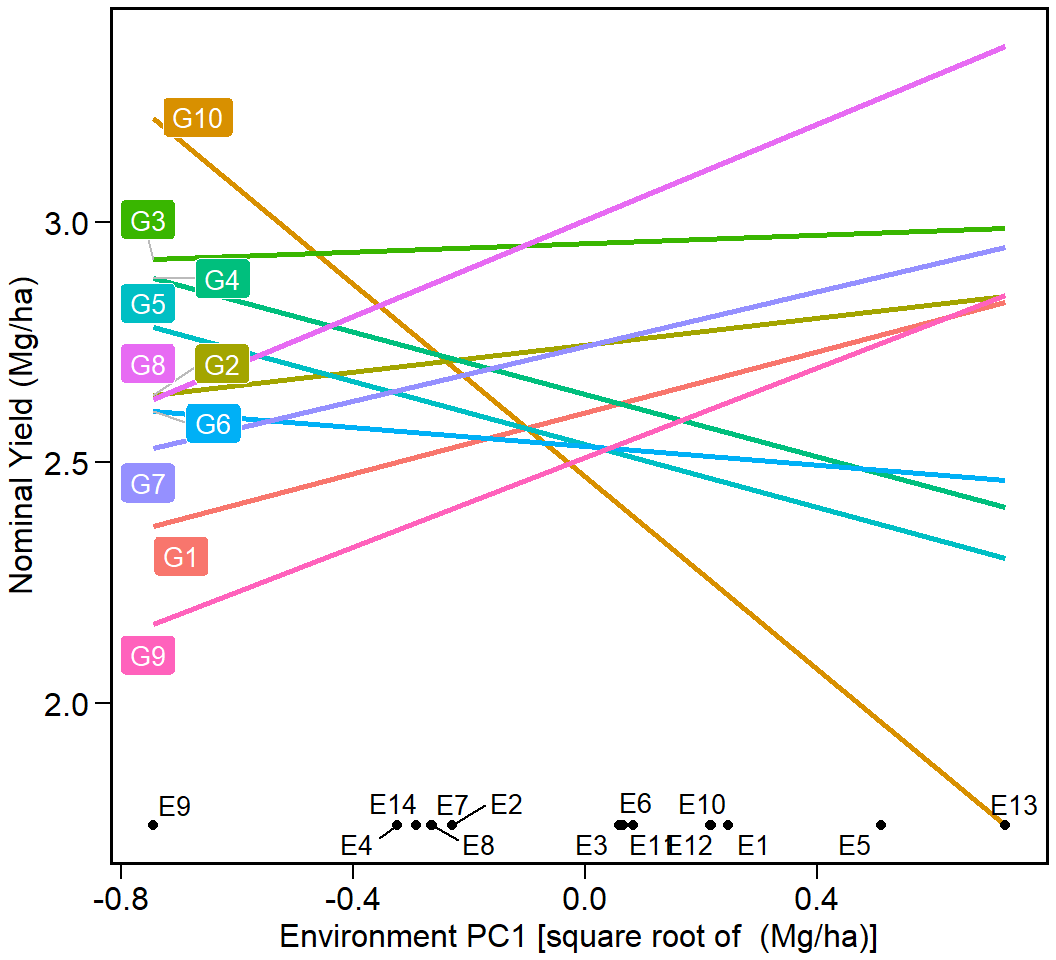 G10
G3
3.0
G4
G5
G8
G2
G6
2.5
G7
G1
G9
2.0
Nominal Yield (Mg/ha)
E9 E14 E7 E2 E6 E10 E13
E4 E8 E3 E11 E12 E1 E5
-0.8 -0.4 0.0 0.4
Environment PC1 [square root of  (Mg/ha)]